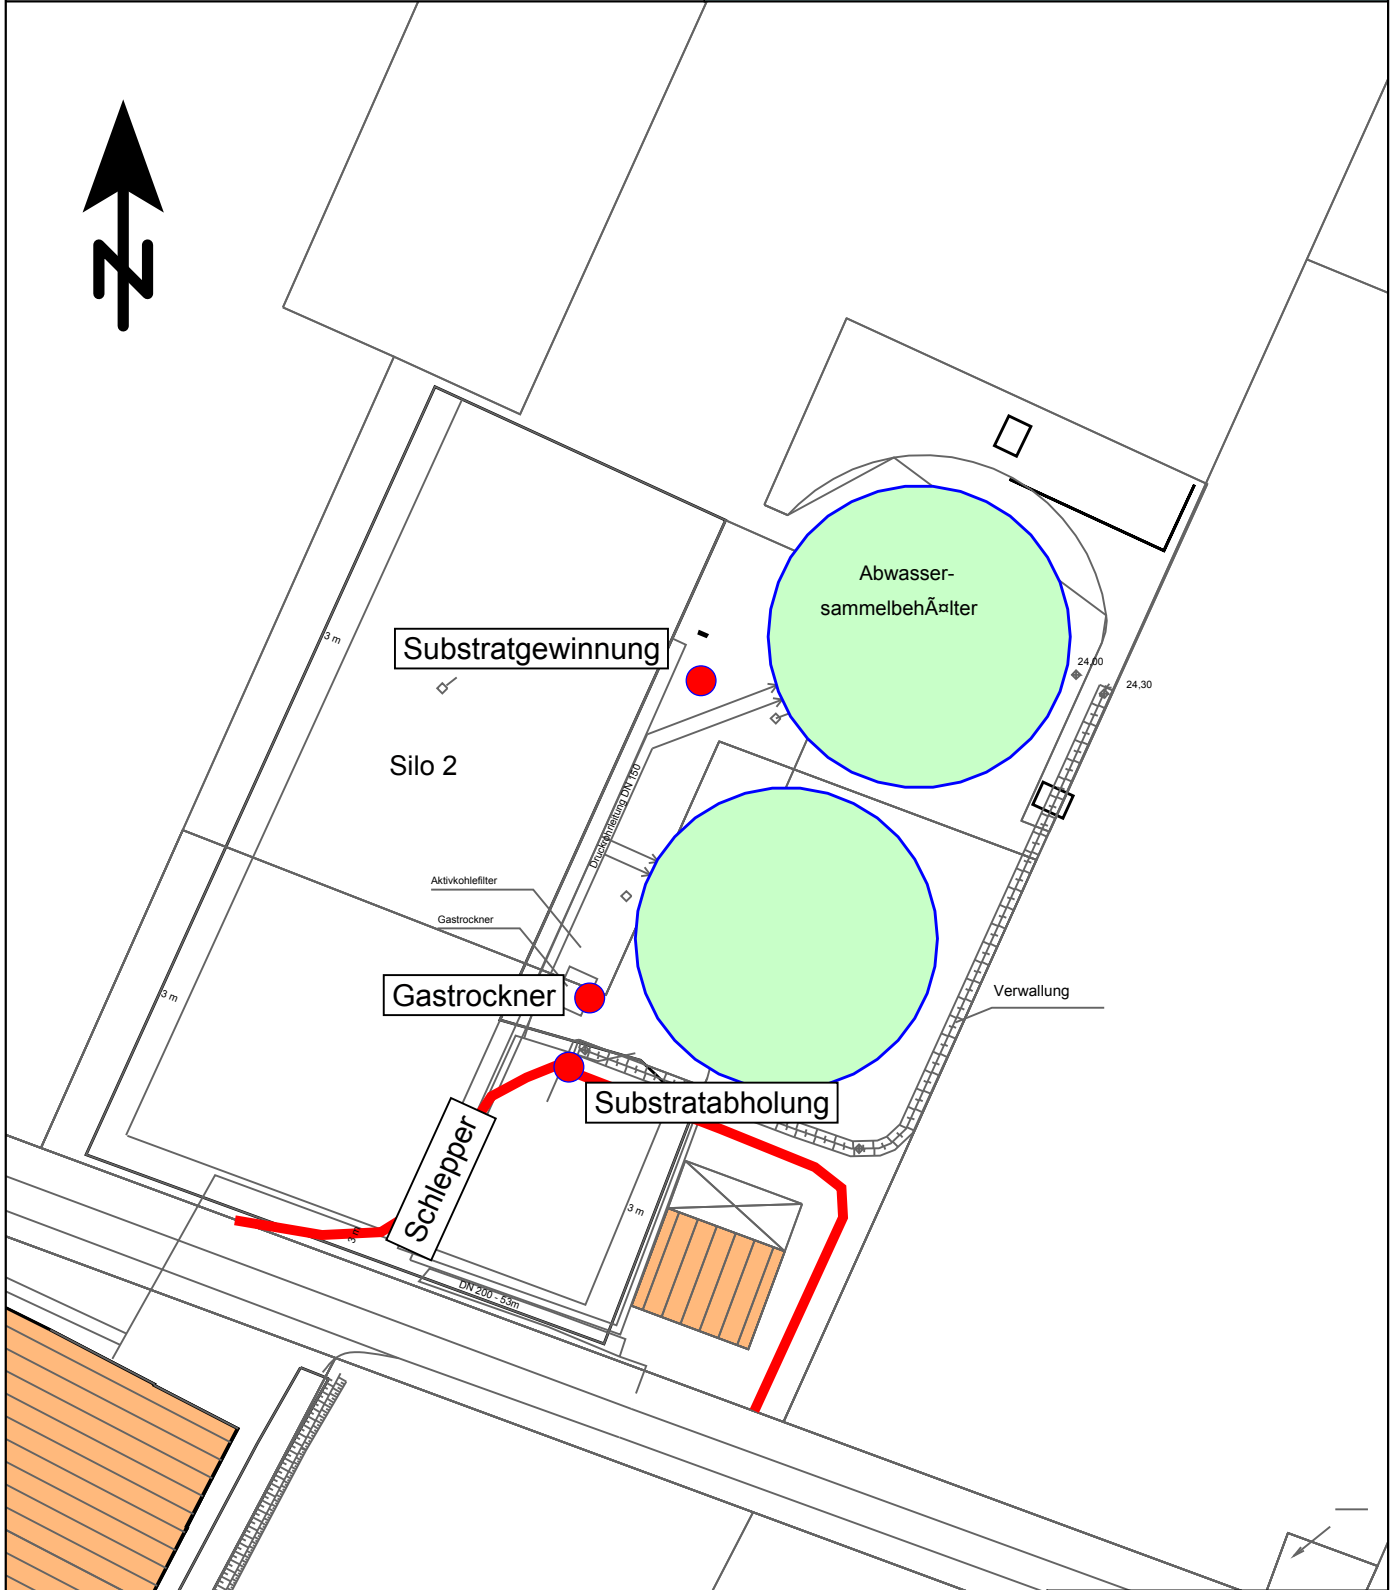 N
Abwasser-
sammelbehÃ¤lter
3 m
Substratgewinnung
24,00
24,30
Silo 2
Druckrohrleitung DN 150
Aktivkohlefilter
Gastrockner
Gastrockner
3 m
Verwallung
Substratabholung
Schlepper
3 m
3 m
DN 200 - 53m